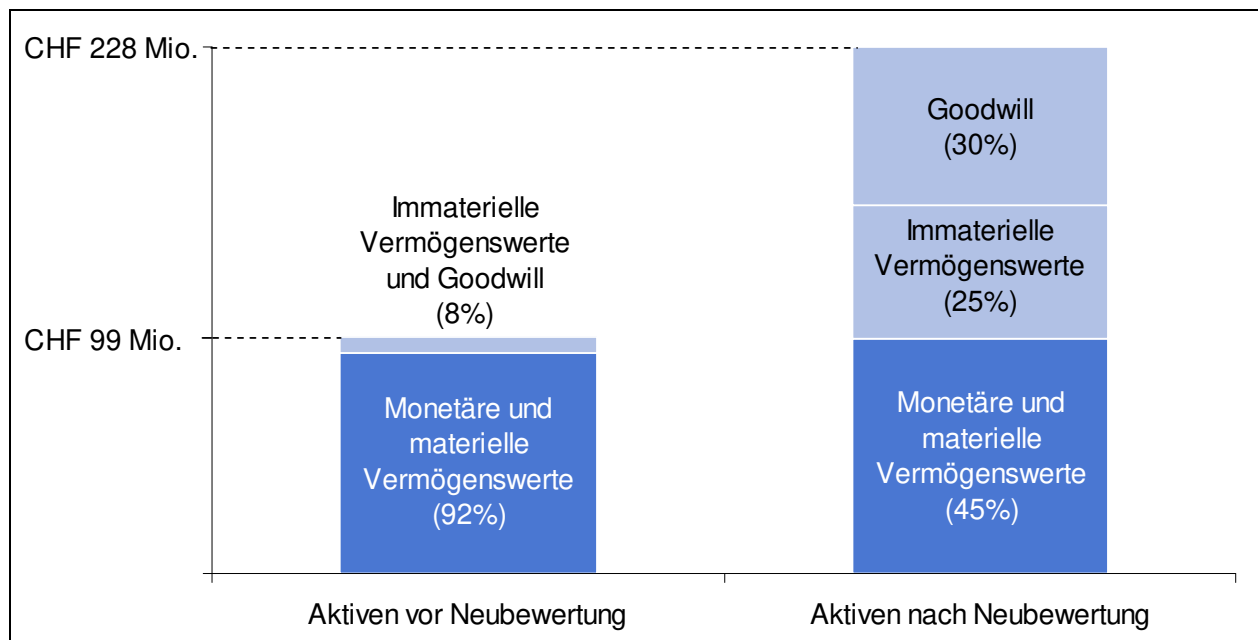 CHF 228 Mio.
Goodwill
(30%)
Immaterielle
Vermögenswerte
und Goodwill
(8%)
Immaterielle
Vermögenswerte
(25%)
CHF 99 Mio.
Monetäre und
materielle
Vermögenswerte
(92%)
Monetäre und
materielle
Vermögenswerte
(45%)
Aktiven vor Neubewertung
Aktiven nach Neubewertung